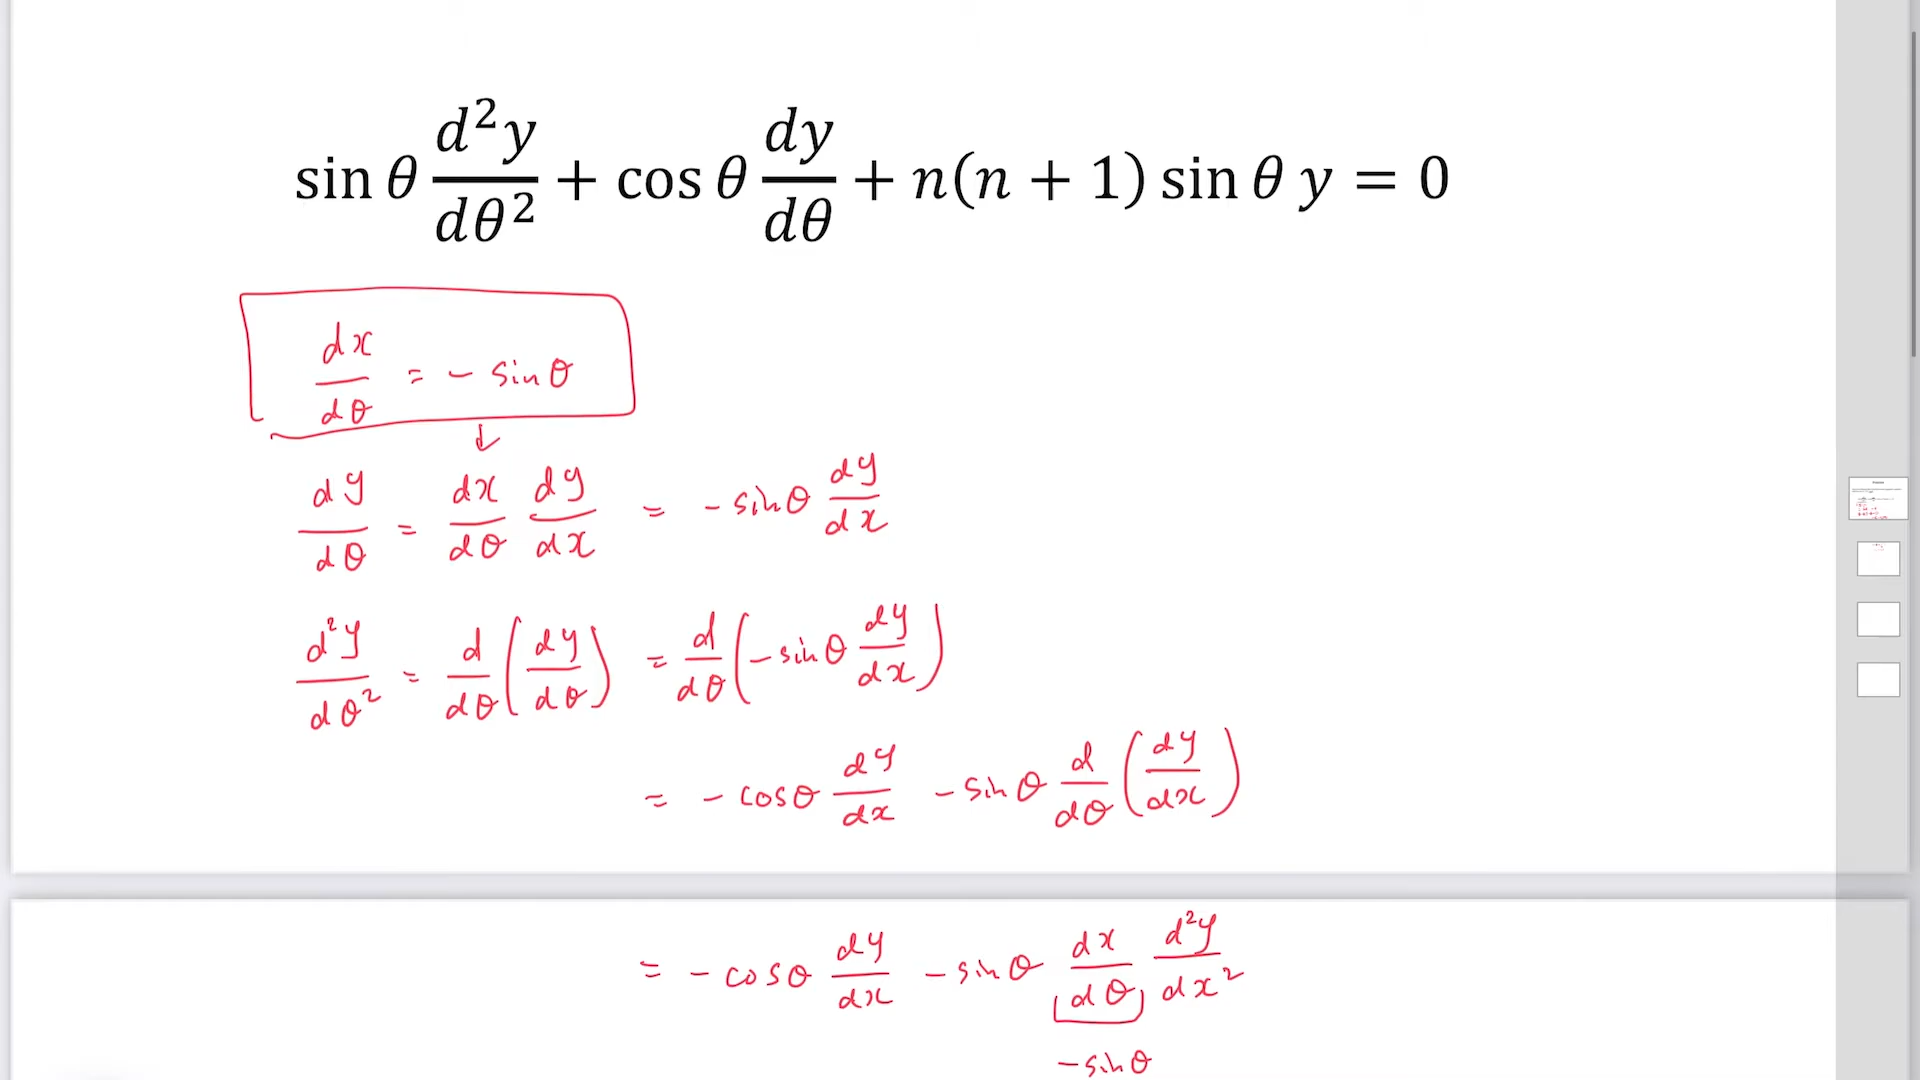 sin θ d²y/dθ² + cos θ dy/dθ + n(n + 1) sin θ y = 0
dx/dθ = - sin θ
↓
dy/dθ = dx/dθ dy/dx = - sin θ dy/dx
d²y/dθ² = d/dθ (dy/dθ) = d/dθ (- sin θ dy/dx)
= - cos θ dy/dx - sin θ d/dθ (dy/dx)
= - cos θ dy/dx - sin θ dx/dθ d²y/dx²
- sin θ